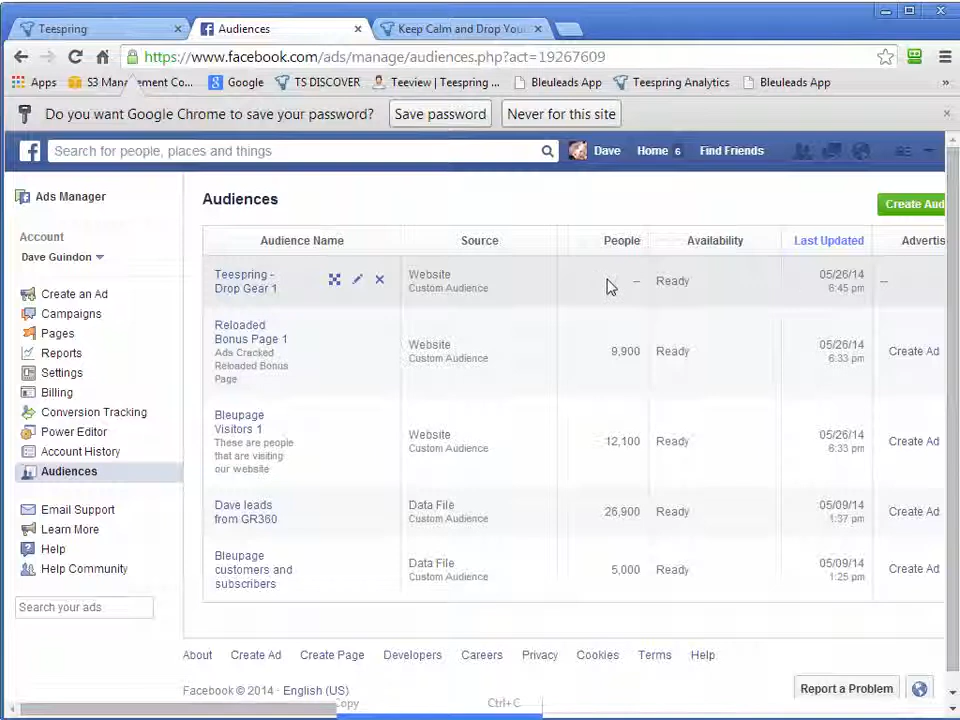 Teespring
Audiences
Keep Calm and Drop Your
https://www.facebook.com/ads/manage/audiences.php?act=19267609
Apps
S3 Man
ement Co...
Google
TS DISCOVER
Teeview | Teespring ...
Bleuleads App
Teespring Analytics
Bleuleads App
»
Do you want Google Chrome to save your password?
Save password
Never for this site
Search for people, places and things
Dave
Home 6
Find Friends
Ads Manager
Account
Dave Guindon
Create an Ad
Campaigns
Pages
Reports
Settings
Billing
Conversion Tracking
Power Editor
Account History
Audiences
Email Support
Learn More
Help
Help Community
Search your ads
Audiences
Create Aud
Audience Name
Source
People
Availability
Last Updated
Advertis
Teespring -
Drop Gear 1
Website
Custom Audience
--
Ready
05/26/14
6:45 pm
--
Reloaded
Bonus Page 1
Ads Cracked
Reloaded Bonus
Page
Website
Custom Audience
9,900
Ready
05/26/14
6:33 pm
Create Ad
Bleupage
Visitors 1
These are people
that are visiting
our website
Website
Custom Audience
12,100
Ready
05/26/14
6:33 pm
Create Ad
Dave leads
from GR360
Data File
Custom Audience
26,900
Ready
05/09/14
1:37 pm
Create Ad
Bleupage
customers and
subscribers
Data File
Custom Audience
5,000
Ready
05/09/14
1:25 pm
Create Ad
About
Create Ad
Create Page
Developers
Careers
Privacy
Cookies
Terms
Help
Facebook © 2014 · English (US)
Report a Problem
Copy
Ctrl+C